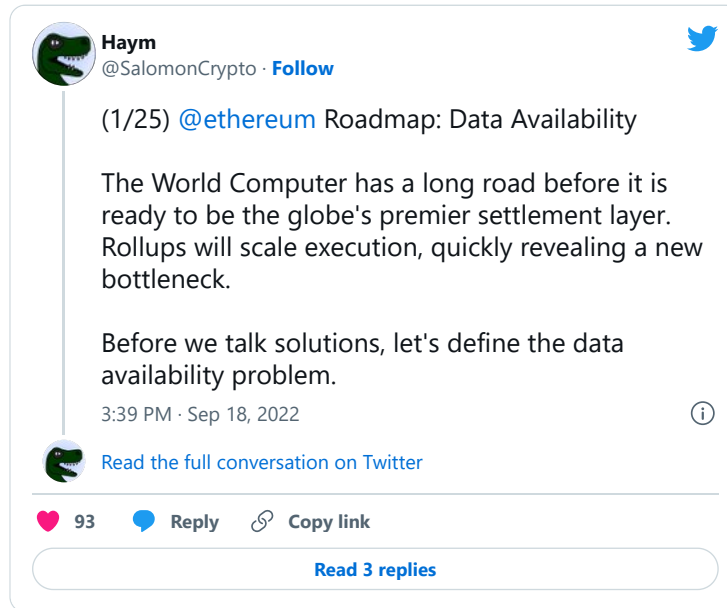 Haym
@SalomonCrypto · Follow
(1/25) @ethereum Roadmap: Data Availability
The World Computer has a long road before it is
ready to be the globe's premier settlement layer.
Rollups will scale execution, quickly revealing a new
bottleneck.
Before we talk solutions, let's define the data
availability problem.
3:39 PM · Sep 18, 2022
Read the full conversation on Twitter
93 Reply Copy link
Read 3 replies